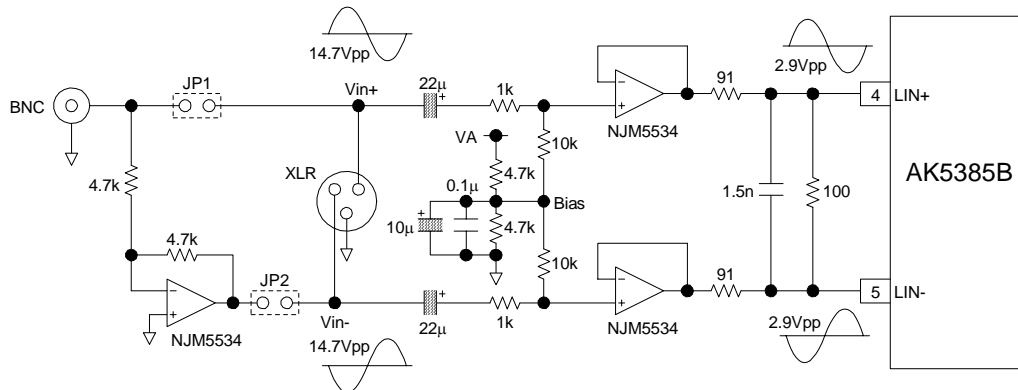 14.7Vpp
2.9Vpp
BNC
JP1
Vin+
22μ
+
1k
-
+
NJM5534
91
4
LIN+
4.7k
XLR
VA
4.7k
10k
0.1μ
+
10μ
Bias
4.7k
10k
1.5n
100
AK5385B
4.7k
-
+
NJM5534
JP2
Vin-
14.7Vpp
22μ
+
1k
-
+
NJM5534
91
5
LIN-
2.9Vpp